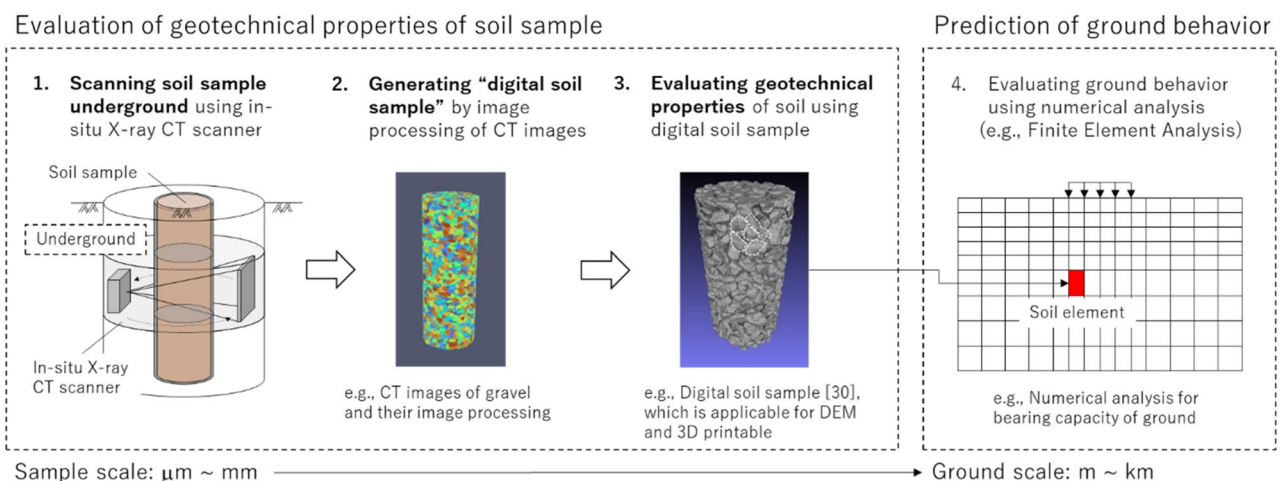 Evaluation of geotechnical properties of soil sample
1. Scanning soil sample
underground using in-
situ X-ray CT scanner
Soil sample
Underground
In-situ X-ray
CT scanner
2. Generating “digital soil
sample” by image
processing of CT images
e.g., CT images of gravel
and their image processing
3. Evaluating geotechnical
properties of soil using
digital soil sample
e.g., Digital soil sample [30],
which is applicable for DEM
and 3D printable
Prediction of ground behavior
4. Evaluating ground behavior
using numerical analysis
(e.g., Finite Element Analysis)
Soil element
e.g., Numerical analysis for
bearing capacity of ground
Sample scale: μm ~ mm
Ground scale: m ~ km